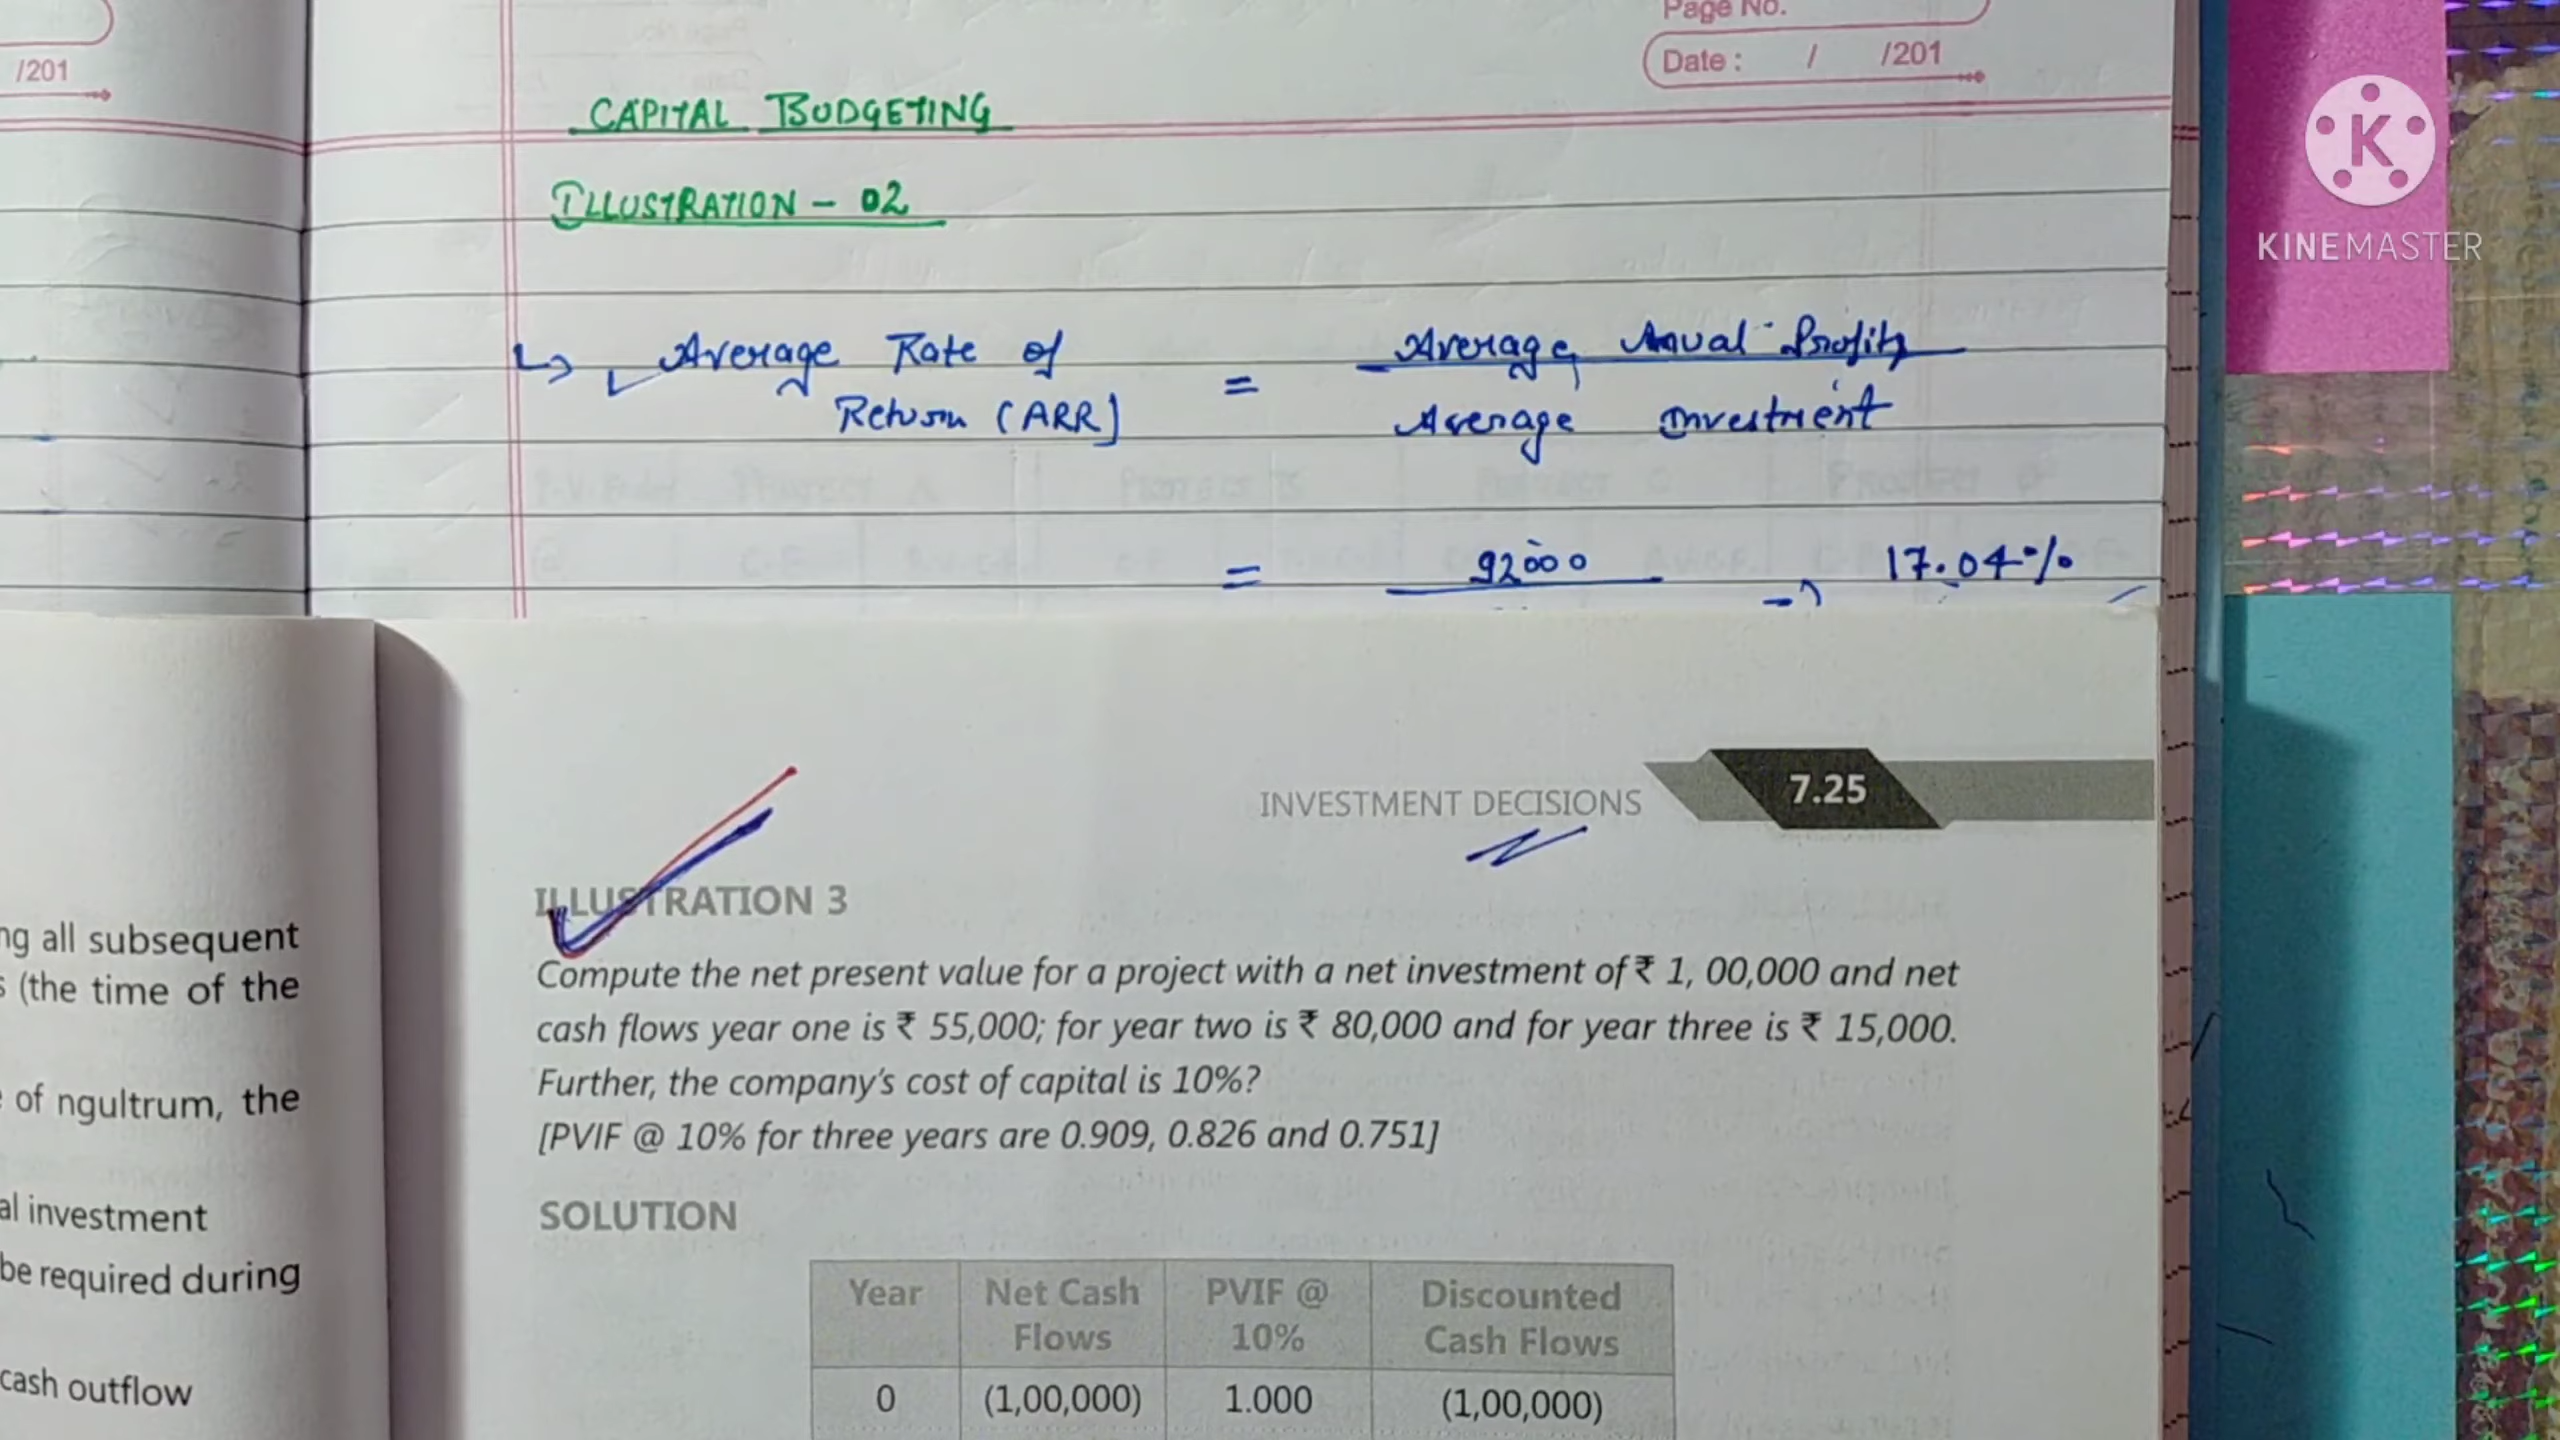 Page No.
Date : / /201
/201
CAPITAL BUDGETING
ILLUSTRATION - 02
KINEMASTER
Average Rate of Return (ARR] = Average Anual Profit
Average Investment
= 92000 → 17.04%
INVESTMENT DECISIONS 7.25
ILLUSTRATION 3
Compute the net present value for a project with a net investment of ₹ 1, 00,000 and net
cash flows year one is ₹ 55,000; for year two is ₹ 80,000 and for year three is ₹ 15,000.
Further, the company's cost of capital is 10%?
[PVIF @ 10% for three years are 0.909, 0.826 and 0.751]
SOLUTION
Year Net Cash Flows PVIF @ 10% Discounted Cash Flows
0 (1,00,000) 1.000 (1,00,000)
all subsequent
(the time of the
of ngultrum, the
investment
be required during
cash outflow